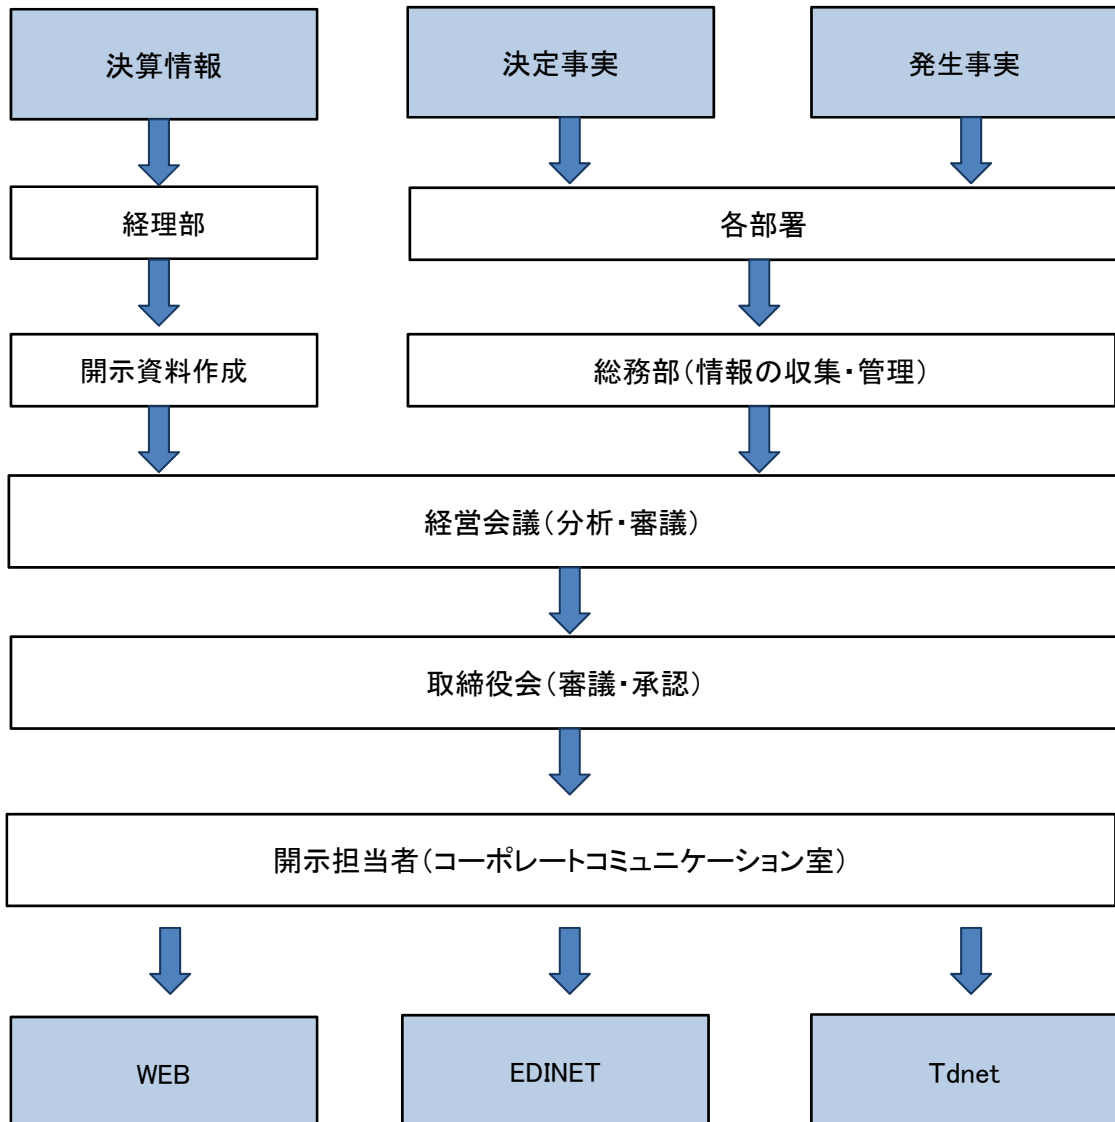 決算情報
決定事実
発生事実
経理部
各部署
開示資料作成
総務部(情報の収集・管理)
経営会議(分析・審議)
取締役会(審議・承認)
開示担当者(コーポレートコミュニケーション室)
WEB
EDINET
Tdnet